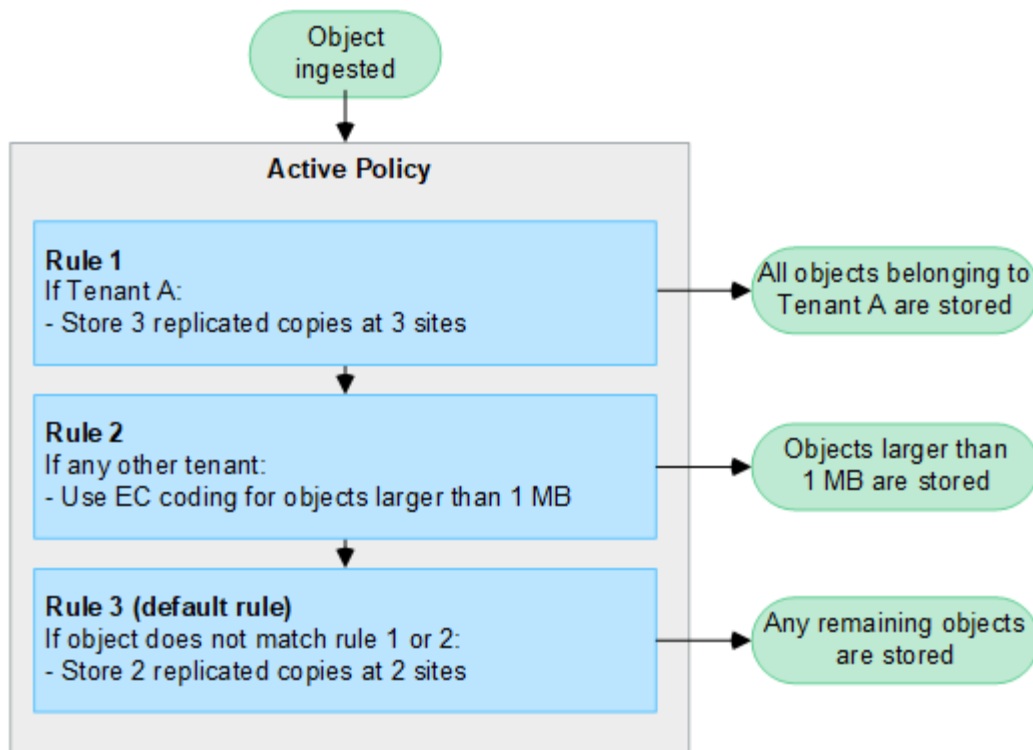 Object
ingested
Active Policy
Rule 1
If Tenant A:
- Store 3 replicated copies at 3 sites
All objects belonging to
Tenant A are stored
Rule 2
If any other tenant:
- Use EC coding for objects larger than 1 MB
Objects larger than
1 MB are stored
Rule 3 (default rule)
If object does not match rule 1 or 2:
- Store 2 replicated copies at 2 sites
Any remaining objects
are stored